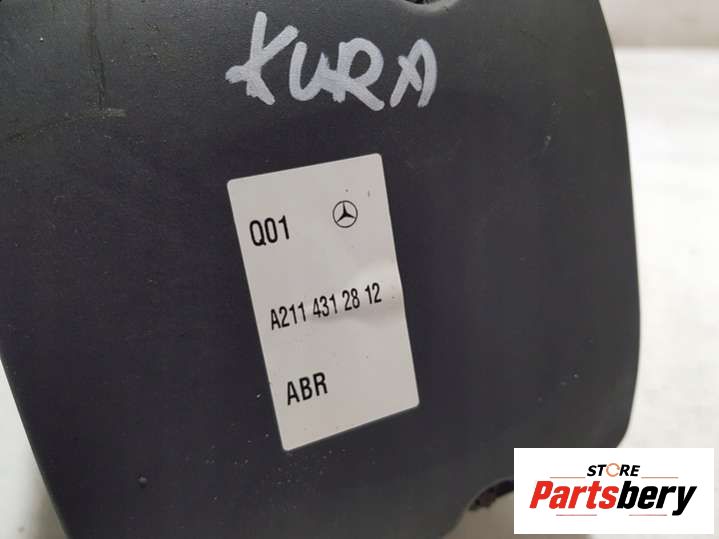 KURA
Q01
A211 431 28 12
ABR
STORE
Partsbery